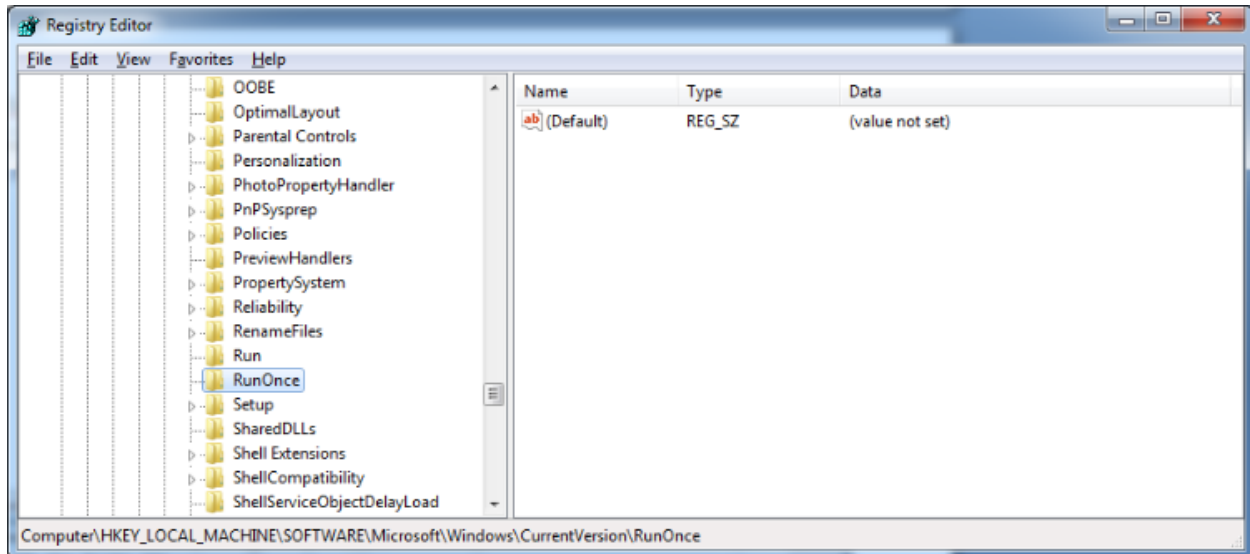 Registry Editor
File Edit View Favorites Help
OOBE
OptimalLayout
Parental Controls
Personalization
PhotoPropertyHandler
PnPSysprep
Policies
PreviewHandlers
PropertySystem
Reliability
RenameFiles
Run
RunOnce
Setup
SharedDLLs
Shell Extensions
ShellCompatibility
ShellServiceObjectDelayLoad
Name Type Data
ab (Default) REG_SZ (value not set)
Computer\HKEY_LOCAL_MACHINE\SOFTWARE\Microsoft\Windows\CurrentVersion\RunOnce